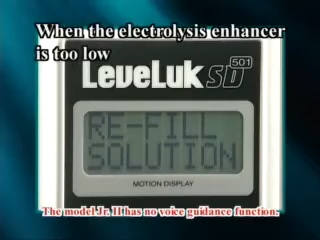 When the electrolysis enhancer
is too low
LeveLuk SD 501
RE-FILL
SOLUTION
MOTION DISPLAY
The model Jr. II has no voice guidance function.